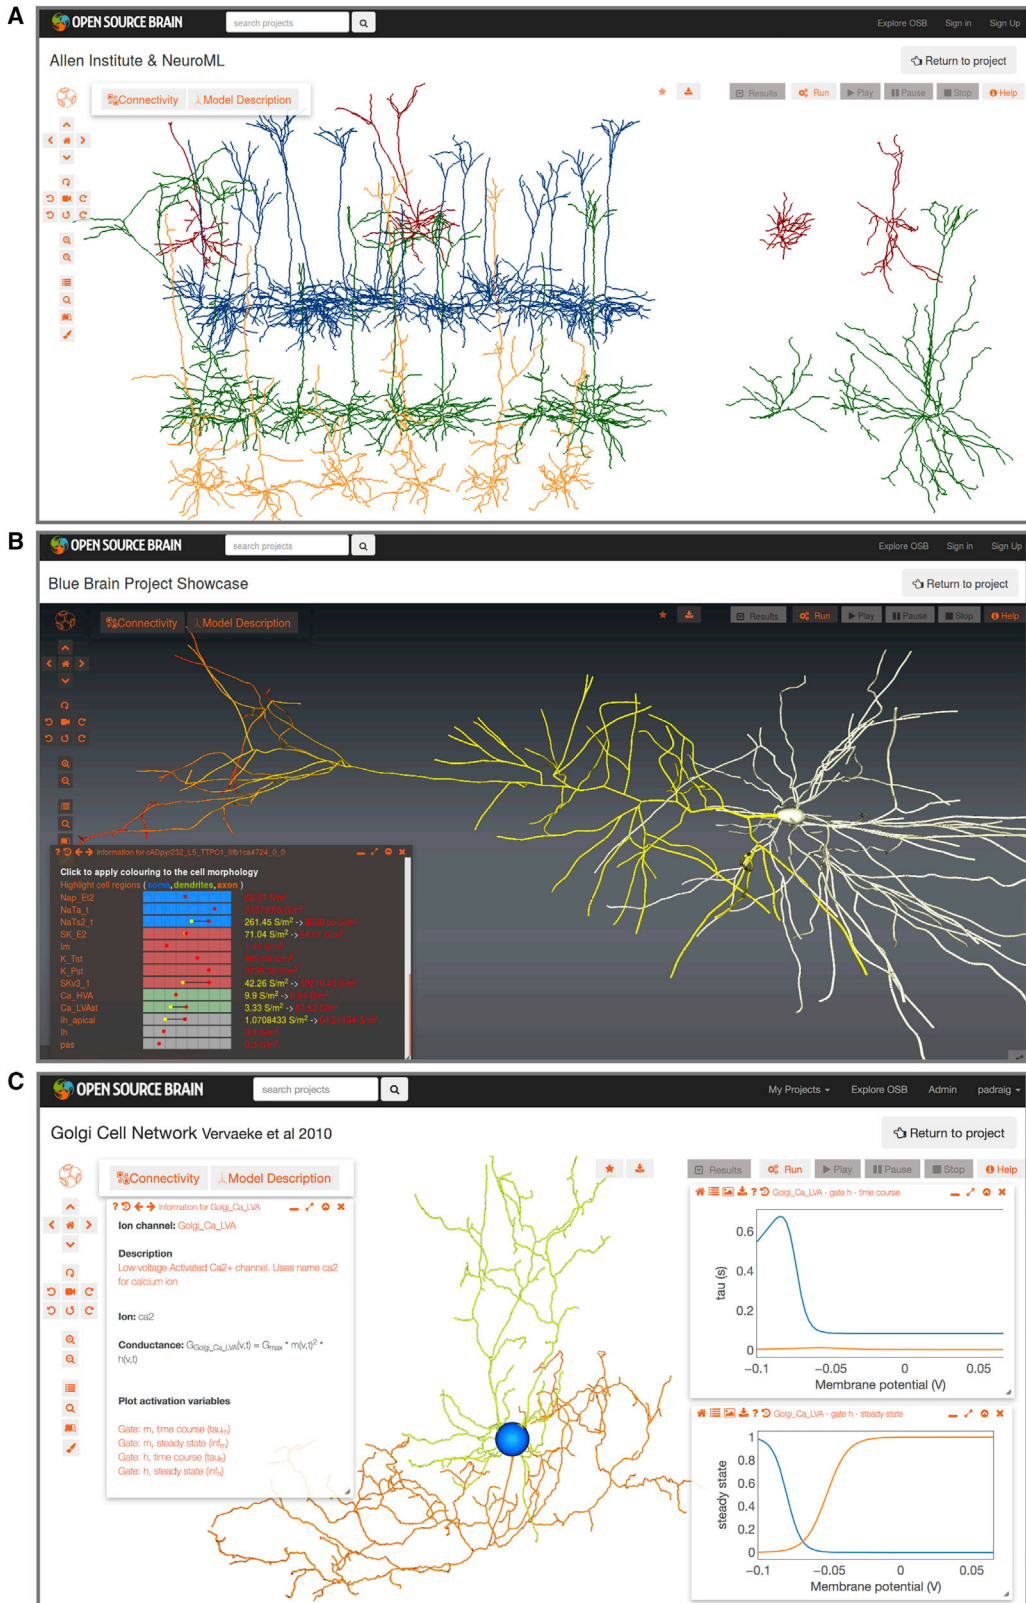 A
OPEN SOURCE BRAIN
search projects
Explore OSB Sign in Sign Up
Allen Institute & NeuroML
Return to project
Connectivity Model Description
Results Run Play Pause Stop Help
B
OPEN SOURCE BRAIN
search projects
Explore OSB Sign in Sign Up
Blue Brain Project Showcase
Return to project
Connectivity Model Description
Results Run Play Pause Stop Help
Information for cADpyr232_L5_TTPC1_0fb1ca4724_0_0
Click to apply colouring to the cell morphology
Highlight cell regions (soma, dendrites, axon)
Nap_Et2
NaTa_t
NaTs2_t 261.45 S/m² ->
SK_E2 71.04 S/m² ->
Im
K_Tst
K_Pst
SKv3_1 42.26 S/m² ->
Ca_HVA 9.9 S/m² ->
Ca_LVAst 3.33 S/m² ->
Ih_apical 1.0708433 S/m² ->
Ih
pas
C
OPEN SOURCE BRAIN
search projects
My Projects Explore OSB Admin padraig
Golgi Cell Network Vervaeke et al 2010
Return to project
Connectivity Model Description
Results Run Play Pause Stop Help
? Information for Golgi_Ca_LVA
Ion channel: Golgi_Ca_LVA
Description
Low voltage Activated Ca2+ channel. Uses name ca2
for calcium ion
Ion: ca2
Conductance: G_Golgi_Ca_LVA(v,t) = G_max * m(v,t)² *
h(v,t)
Plot activation variables
Gate: m, time course (tau_m)
Gate: m, steady state (inf_m)
Gate: h, time course (tau_h)
Gate: h, steady state (inf_h)
? Golgi_Ca_LVA - gate h - time course
tau (s)
0.6
0.4
0.2
0
−0.1 −0.05 0 0.05
Membrane potential (V)
? Golgi_Ca_LVA - gate h - steady state
steady state
1
0.8
0.6
0.4
0.2
0
−0.1 −0.05 0 0.05
Membrane potential (V)